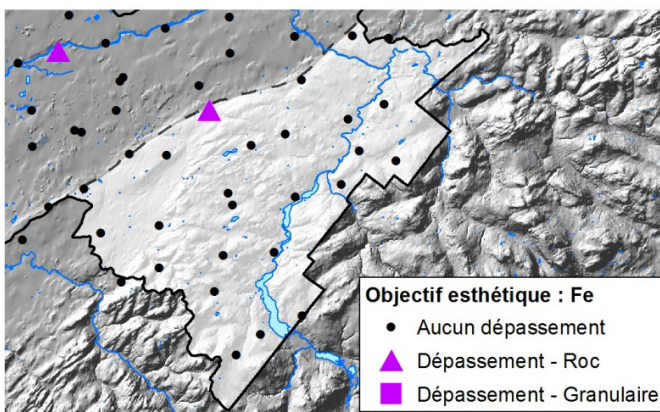 Objectif esthétique : Fe
Aucun dépassement
Dépassement - Roc
Dépassement - Granulaire